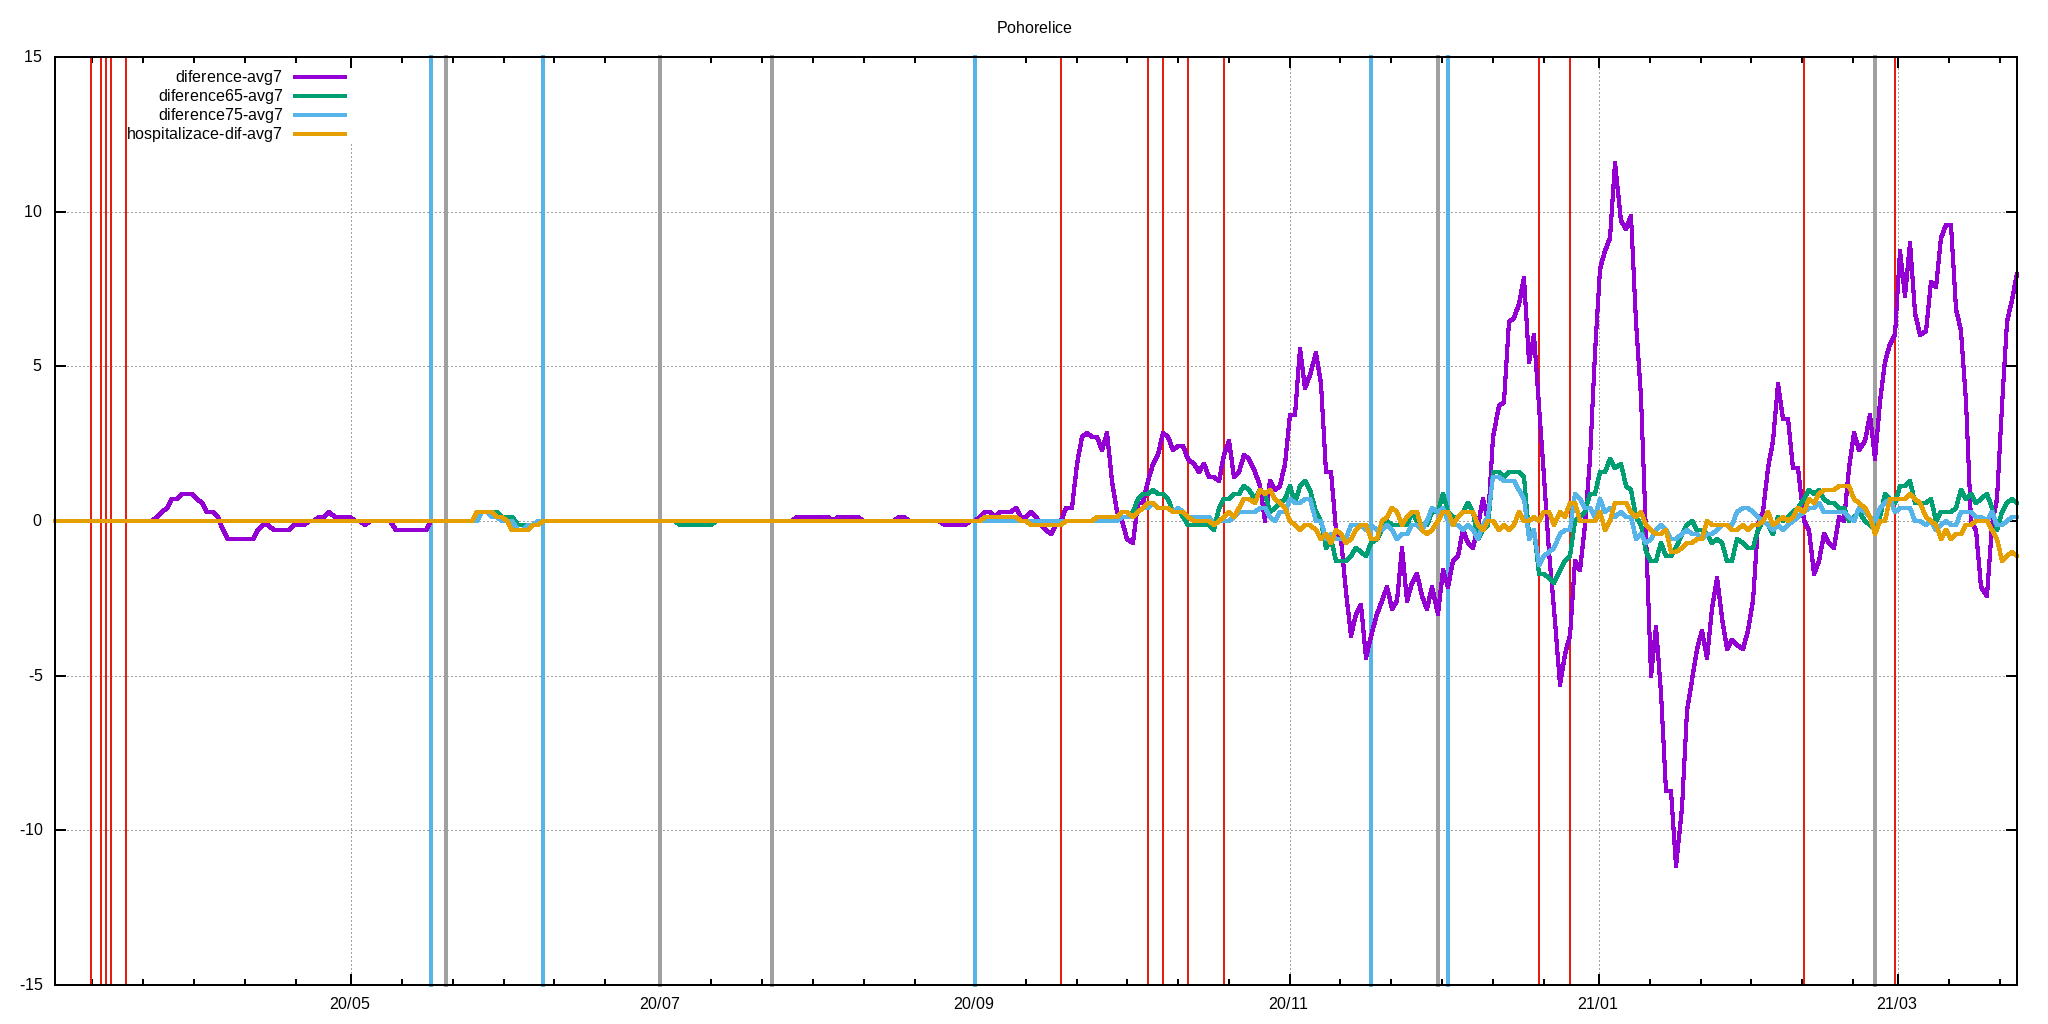 Pohorelice
15
diference-avg7
diference65-avg7
diference75-avg7
hospitalizace-dif-avg7
10
5
0
-5
-10
-15
20/05 20/07 20/09 20/11 21/01 21/03